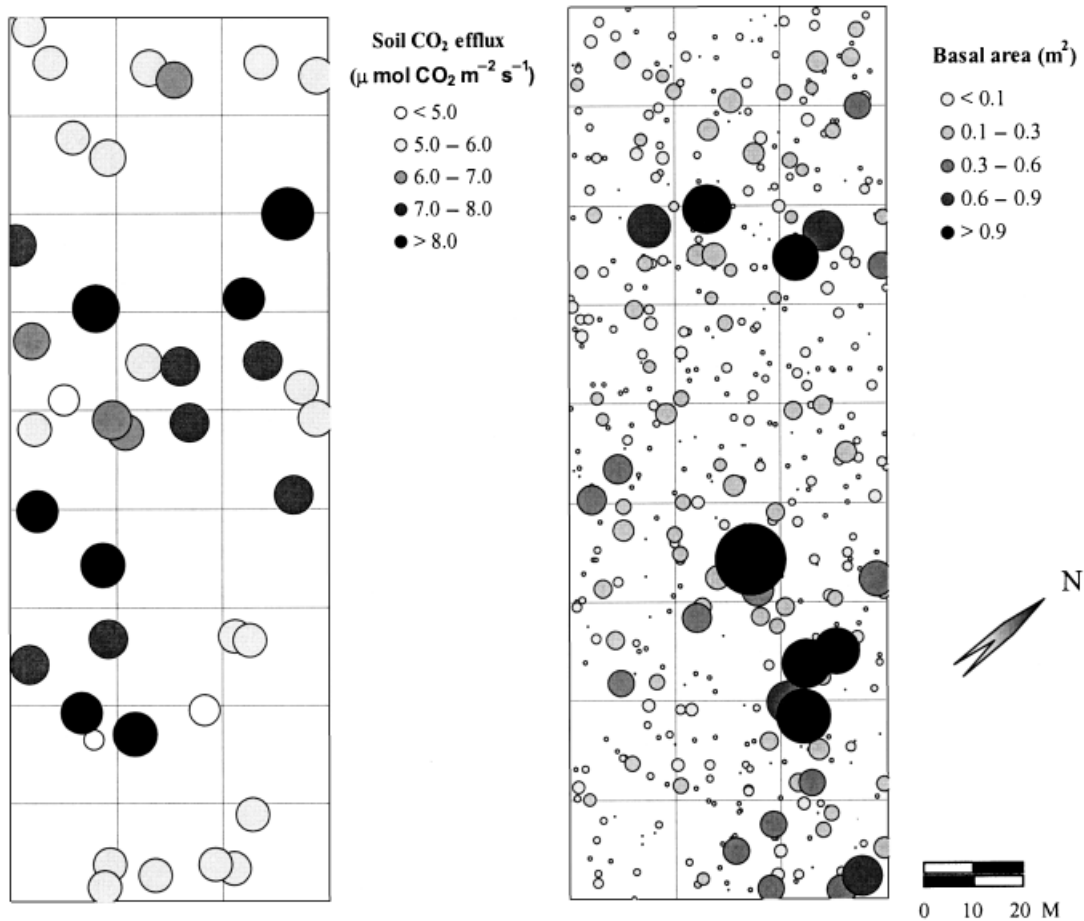 Soil CO₂ efflux
(μ mol CO₂ m⁻² s⁻¹)
< 5.0
5.0 – 6.0
6.0 – 7.0
7.0 – 8.0
> 8.0
Basal area (m²)
< 0.1
0.1 – 0.3
0.3 – 0.6
0.6 – 0.9
> 0.9
N
0 10 20 M